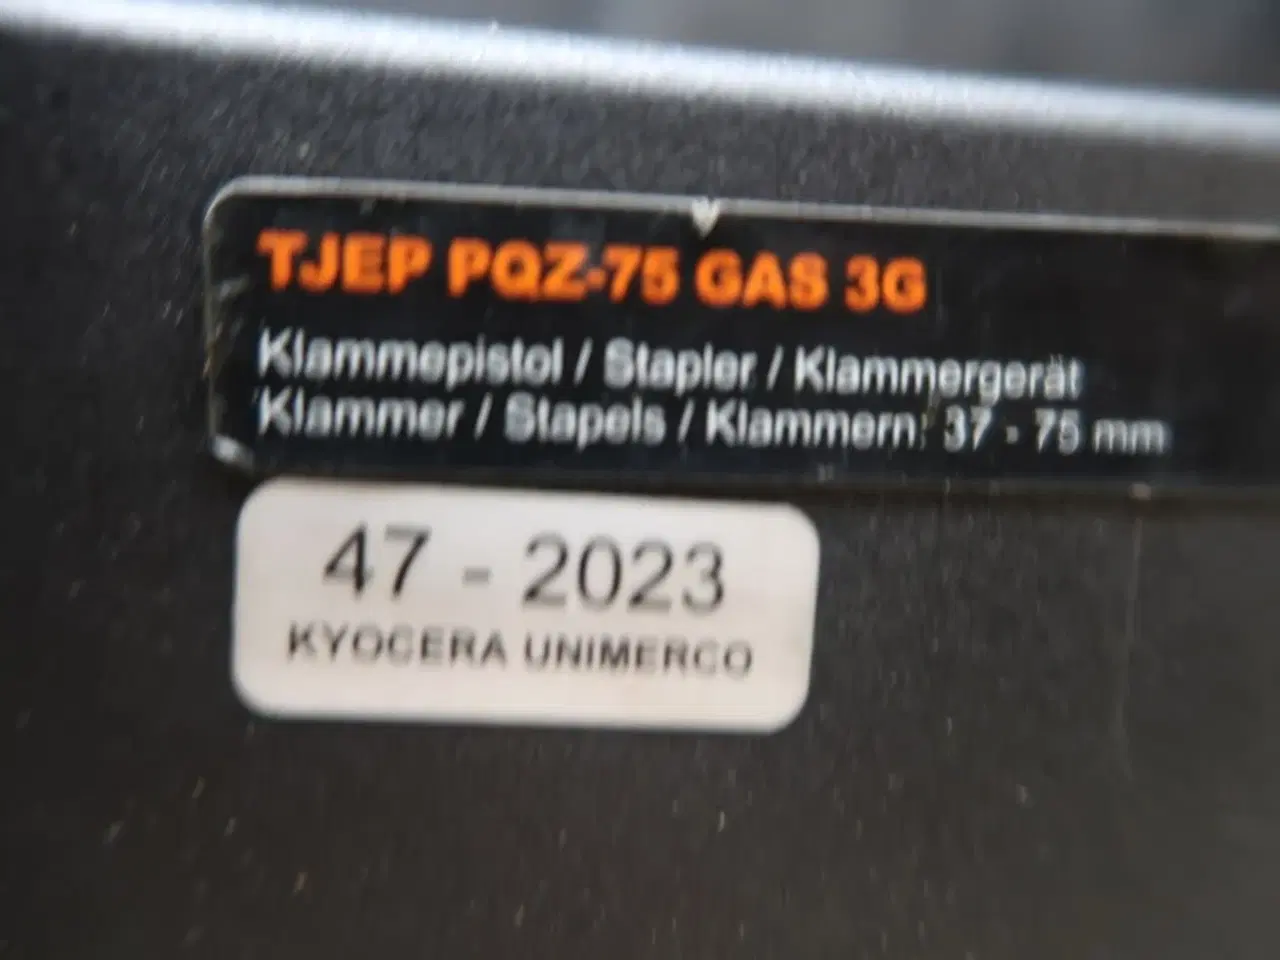 TJEP PQZ-75 GAS 3G
Klammepistol / Stapler / Klammergerät
Klammer / Stapels / Klammern: 37 - 75 mm
47 - 2023
KYOCERA UNIMERCO